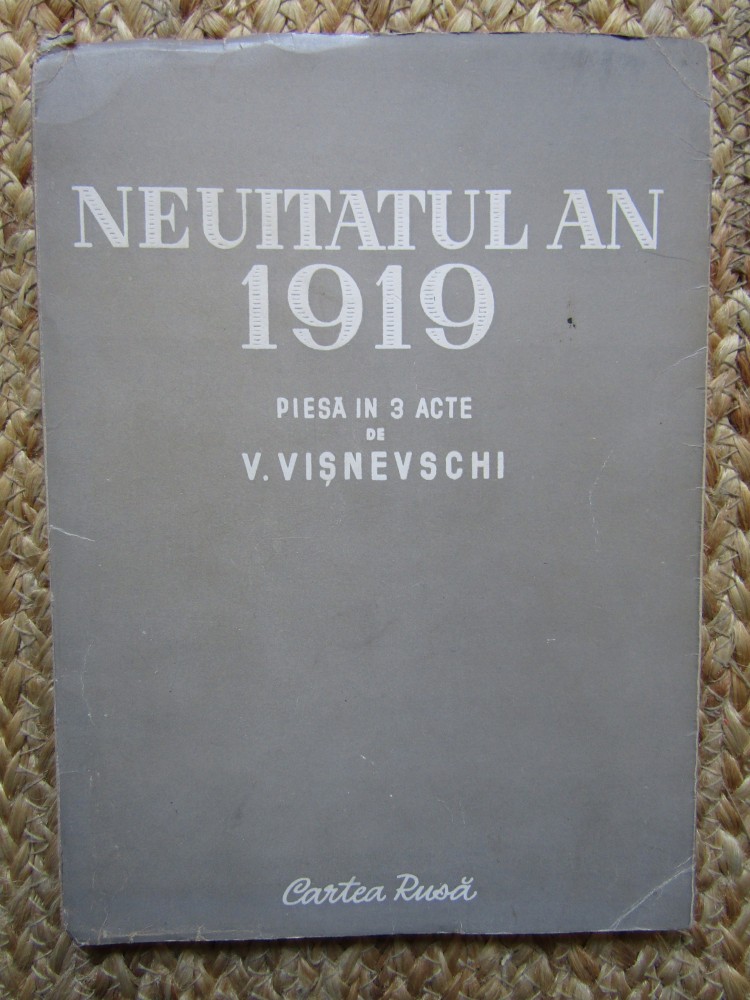 NEUITATUL AN
1919
PIESĂ IN 3 ACTE
DE
V. VIȘNEVSCHI
Cartea Rusă